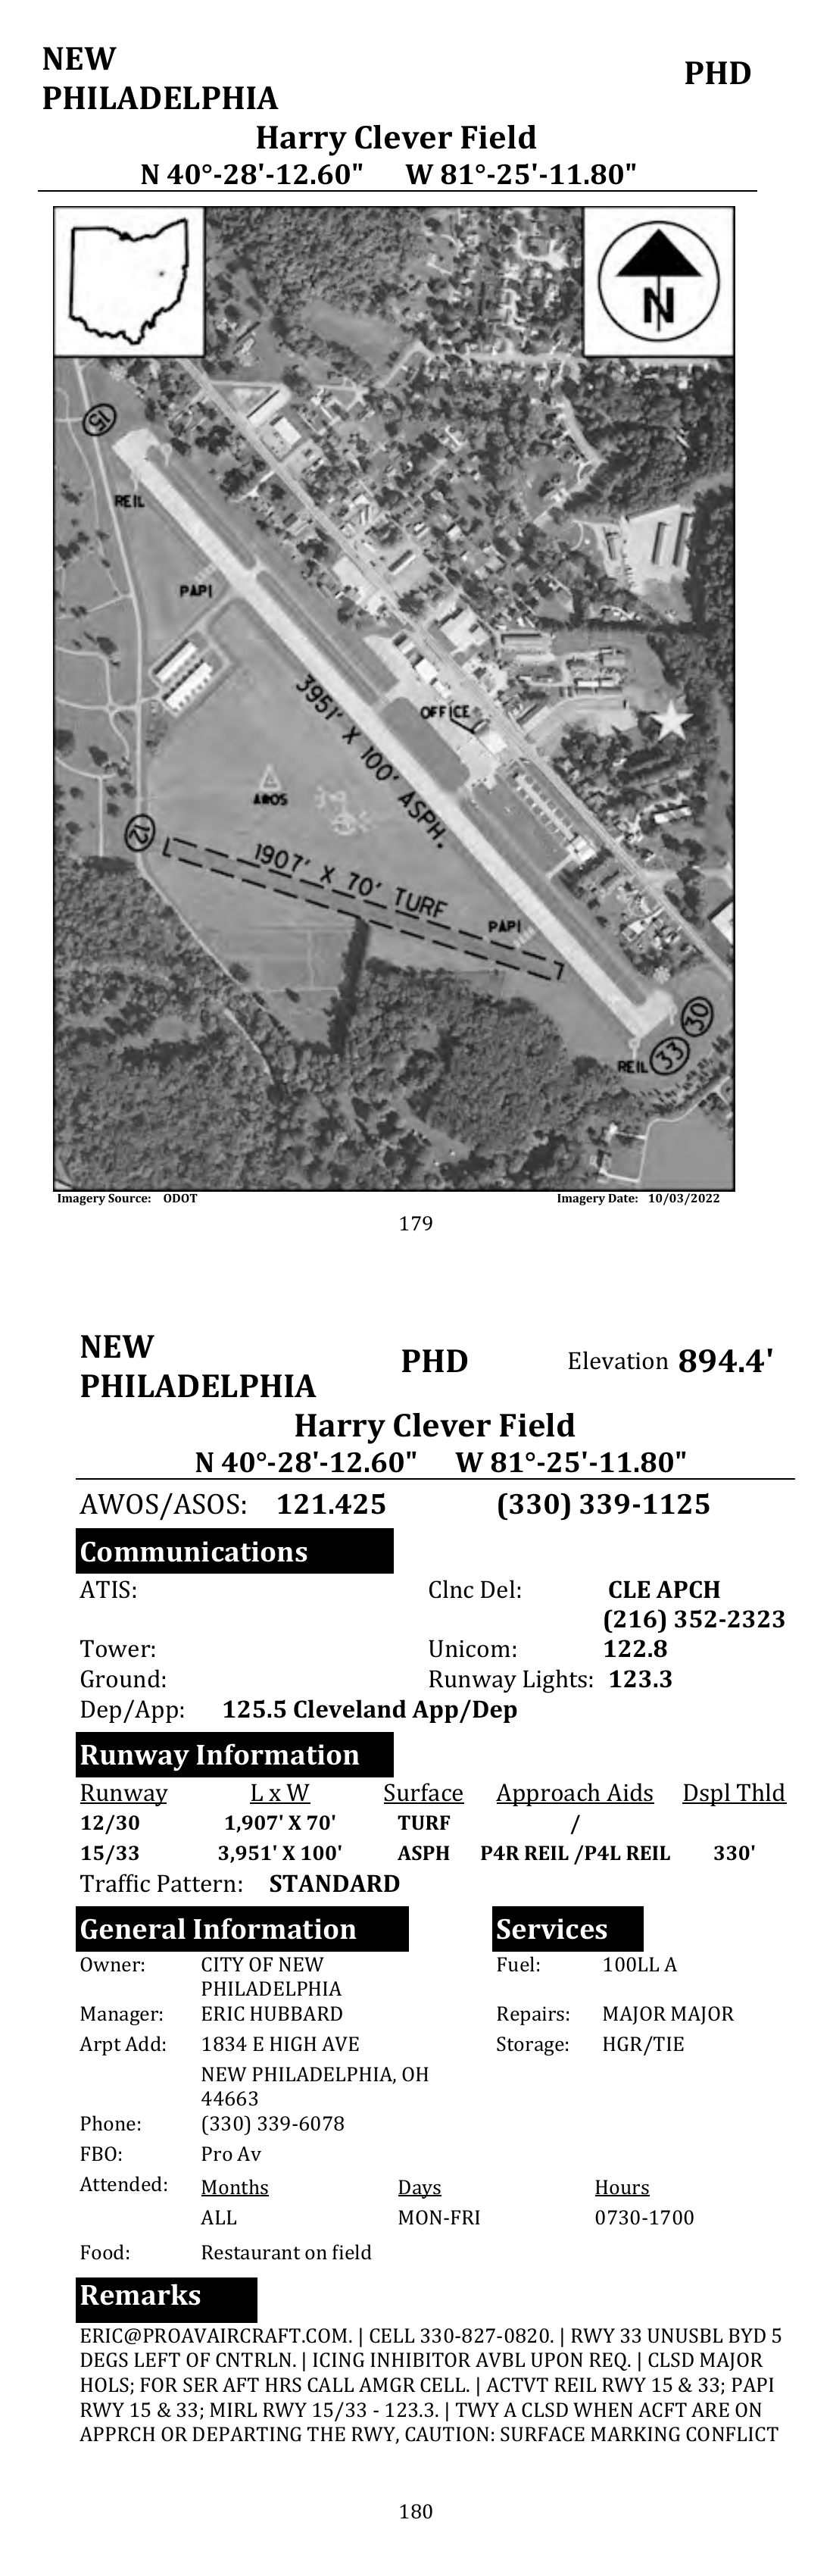 NEW
PHILADELPHIA
PHD
Harry Clever Field
N 40°-28'-12.60" W 81°-25'-11.80"
N
15
REIL
PAPI
3951' X 100' ASPH.
OFFICE
12
1907' X 70' TURF
PAPI
30
33
REIL
Imagery Source: ODOT Imagery Date: 10/03/2022
179
NEW
PHILADELPHIA
PHD
Elevation 894.4'
Harry Clever Field
N 40°-28'-12.60" W 81°-25'-11.80"
AWOS/ASOS: 121.425 (330) 339-1125
Communications
ATIS: Clnc Del: CLE APCH
(216) 352-2323
Tower: Unicom: 122.8
Ground: Runway Lights: 123.3
Dep/App: 125.5 Cleveland App/Dep
Runway Information
Runway L x W Surface Approach Aids Dspl Thld
12/30 1,907' X 70' TURF /
15/33 3,951' X 100' ASPH P4R REIL /P4L REIL 330'
Traffic Pattern: STANDARD
General Information Services
Owner: CITY OF NEW Fuel: 100LL A
PHILADELPHIA
Manager: ERIC HUBBARD Repairs: MAJOR MAJOR
Arpt Add: 1834 E HIGH AVE Storage: HGR/TIE
NEW PHILADELPHIA, OH
44663
Phone: (330) 339-6078
FBO: Pro Av
Attended: Months Days Hours
ALL MON-FRI 0730-1700
Food: Restaurant on field
Remarks
ERIC@PROAVAIRCRAFT.COM. | CELL 330-827-0820. | RWY 33 UNUSBL BYD 5
DEGS LEFT OF CNTRLN. | ICING INHIBITOR AVBL UPON REQ. | CLSD MAJOR
HOLS; FOR SER AFT HRS CALL AMGR CELL. | ACTVT REIL RWY 15 & 33; PAPI
RWY 15 & 33; MIRL RWY 15/33 - 123.3. | TWY A CLSD WHEN ACFT ARE ON
APPRCH OR DEPARTING THE RWY, CAUTION: SURFACE MARKING CONFLICT
180